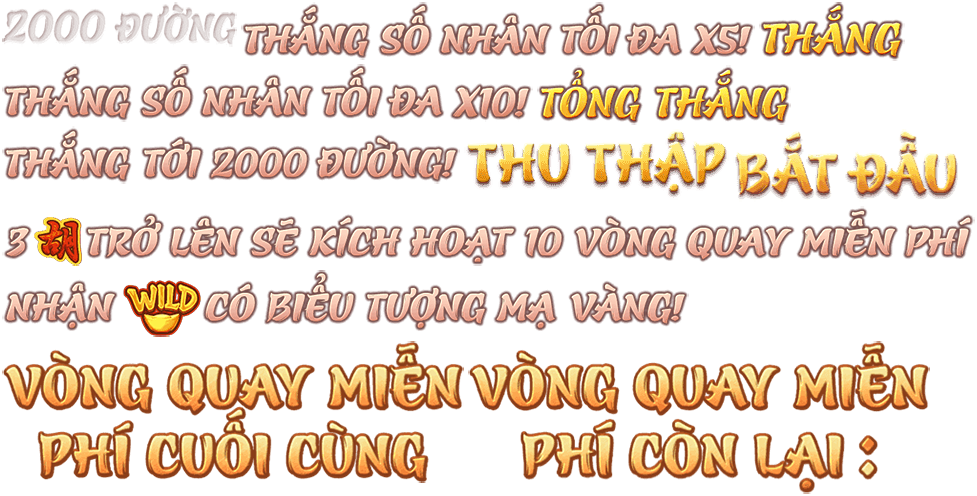 2000 ĐƯỜNG THẮNG SỐ NHÂN TỐI ĐA X5! THẮNG
THẮNG SỐ NHÂN TỐI ĐA X10! TỔNG THẮNG
THẮNG TỚI 2000 ĐƯỜNG! THU THẬP BẮT ĐẦU
3 胡 TRỞ LÊN SẼ KÍCH HOẠT 10 VÒNG QUAY MIỄN PHÍ
NHẬN WILD CÓ BIỂU TƯỢNG MẠ VÀNG!
VÒNG QUAY MIỄN
PHÍ CUỐI CÙNG
VÒNG QUAY MIỄN
PHÍ CÒN LẠI :